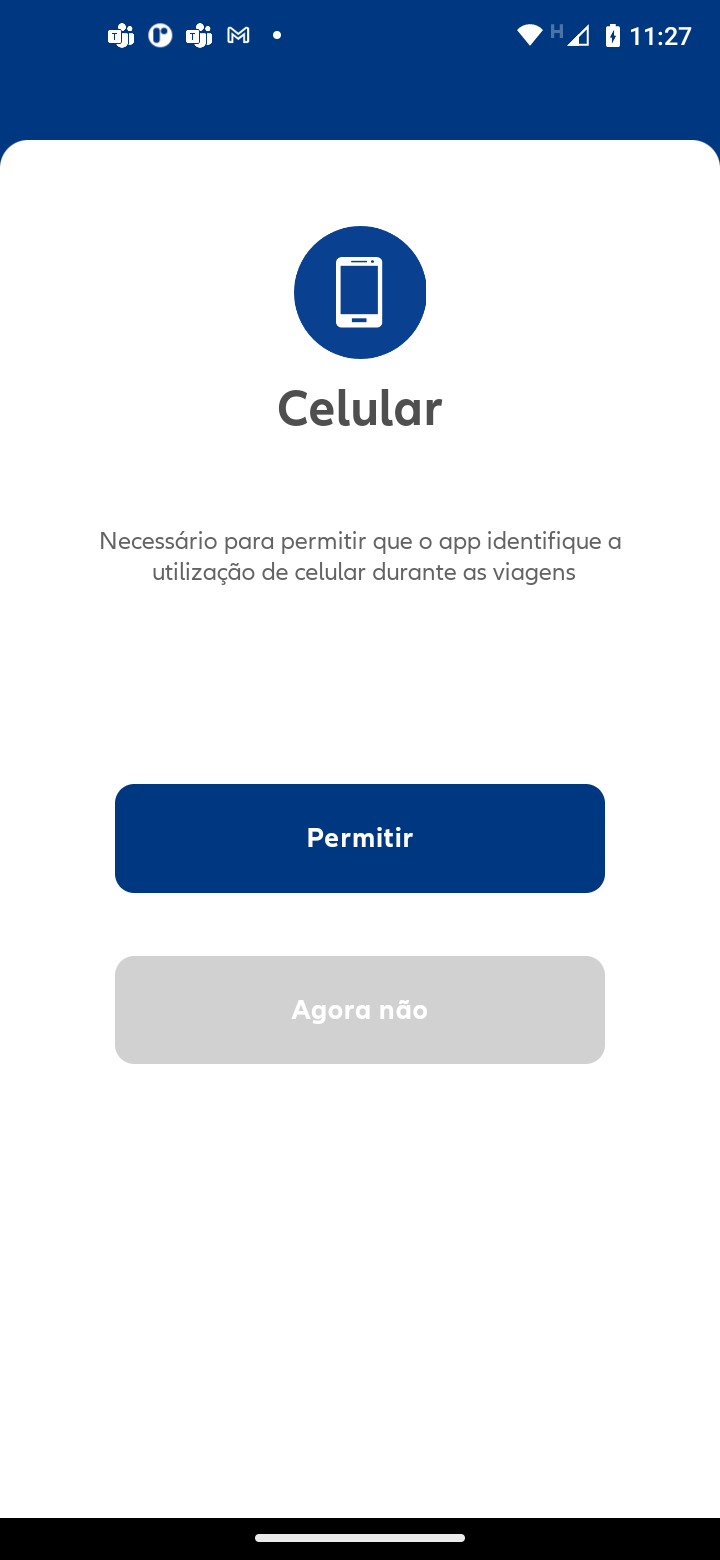 H 11:27
Celular
Necessário para permitir que o app identifique a
utilização de celular durante as viagens
Permitir
Agora não